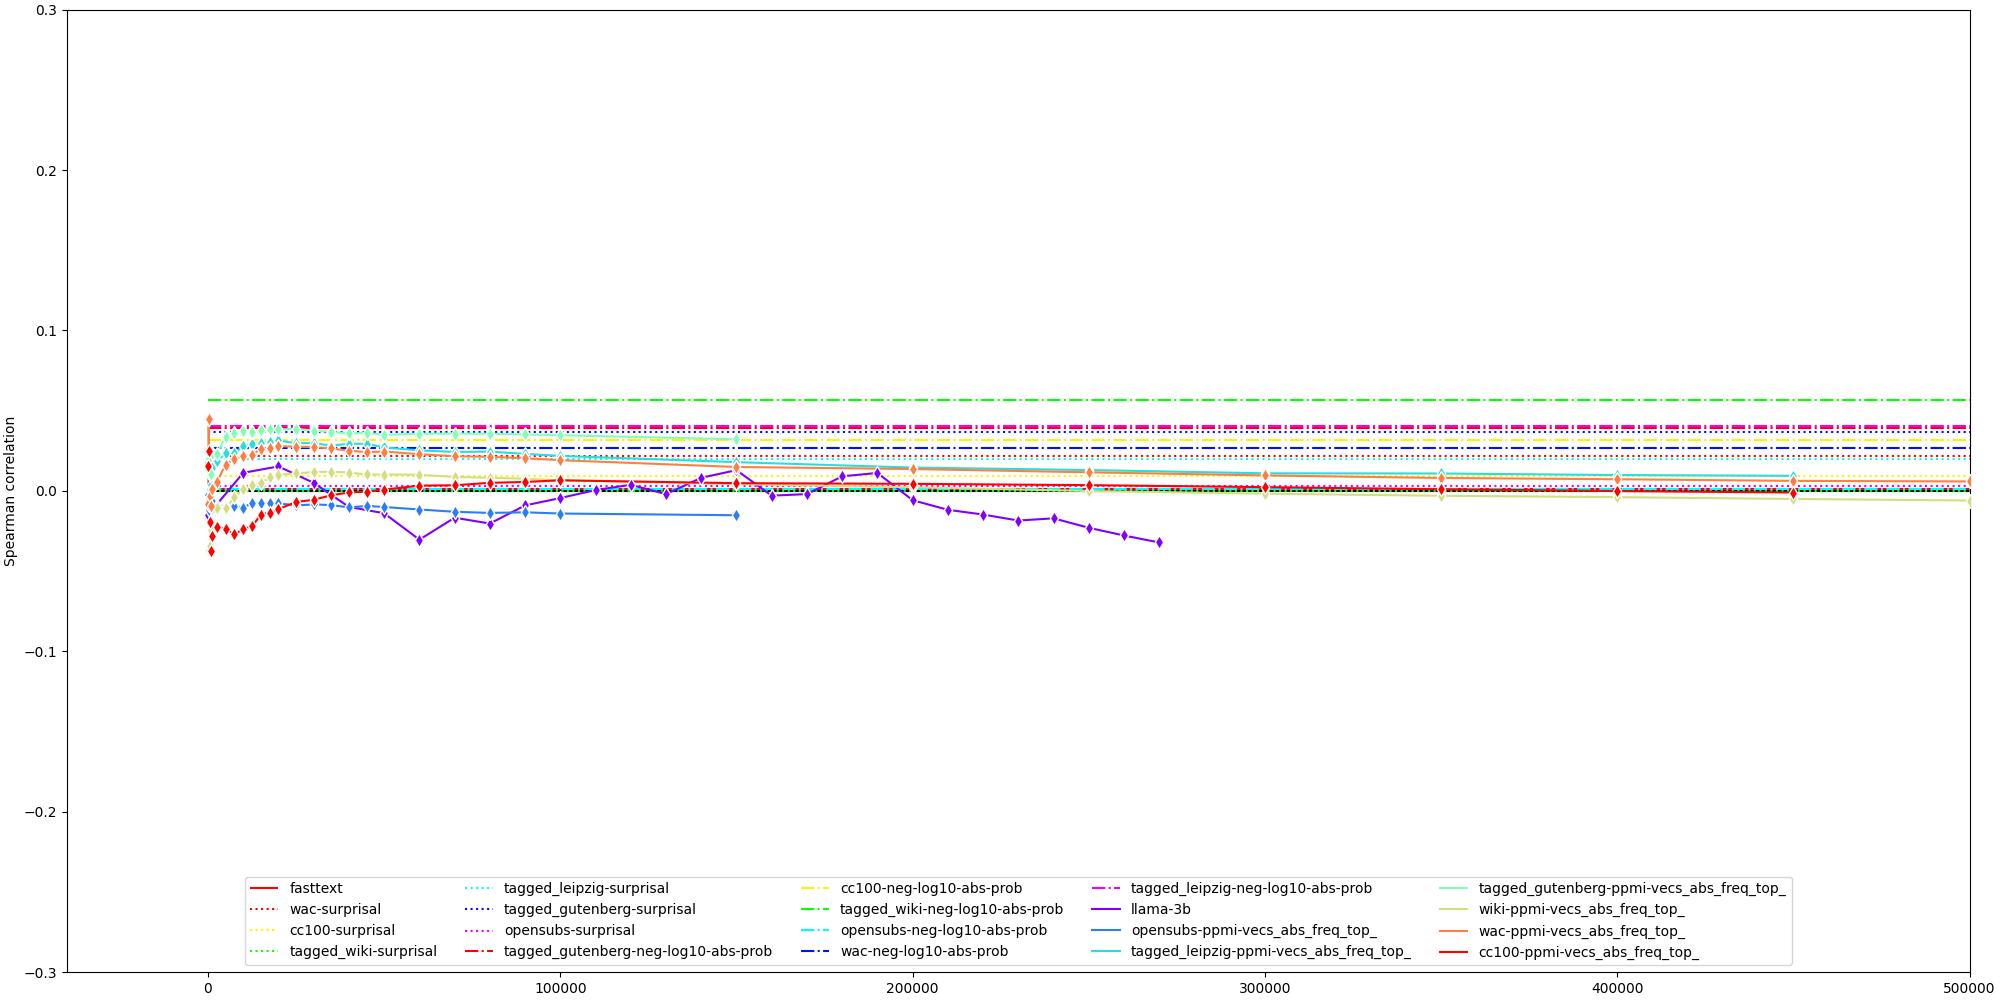 0.3
0.2
0.1
0.0
−0.1
−0.2
−0.3
Spearman correlation
fasttext
wac-surprisal
cc100-surprisal
tagged_wiki-surprisal
tagged_leipzig-surprisal
tagged_gutenberg-surprisal
opensubs-surprisal
tagged_gutenberg-neg-log10-abs-prob
cc100-neg-log10-abs-prob
tagged_wiki-neg-log10-abs-prob
opensubs-neg-log10-abs-prob
wac-neg-log10-abs-prob
tagged_leipzig-neg-log10-abs-prob
llama-3b
opensubs-ppmi-vecs_abs_freq_top_
tagged_leipzig-ppmi-vecs_abs_freq_top_
tagged_gutenberg-ppmi-vecs_abs_freq_top_
wiki-ppmi-vecs_abs_freq_top_
wac-ppmi-vecs_abs_freq_top_
cc100-ppmi-vecs_abs_freq_top_
0 100000 200000 300000 400000 500000